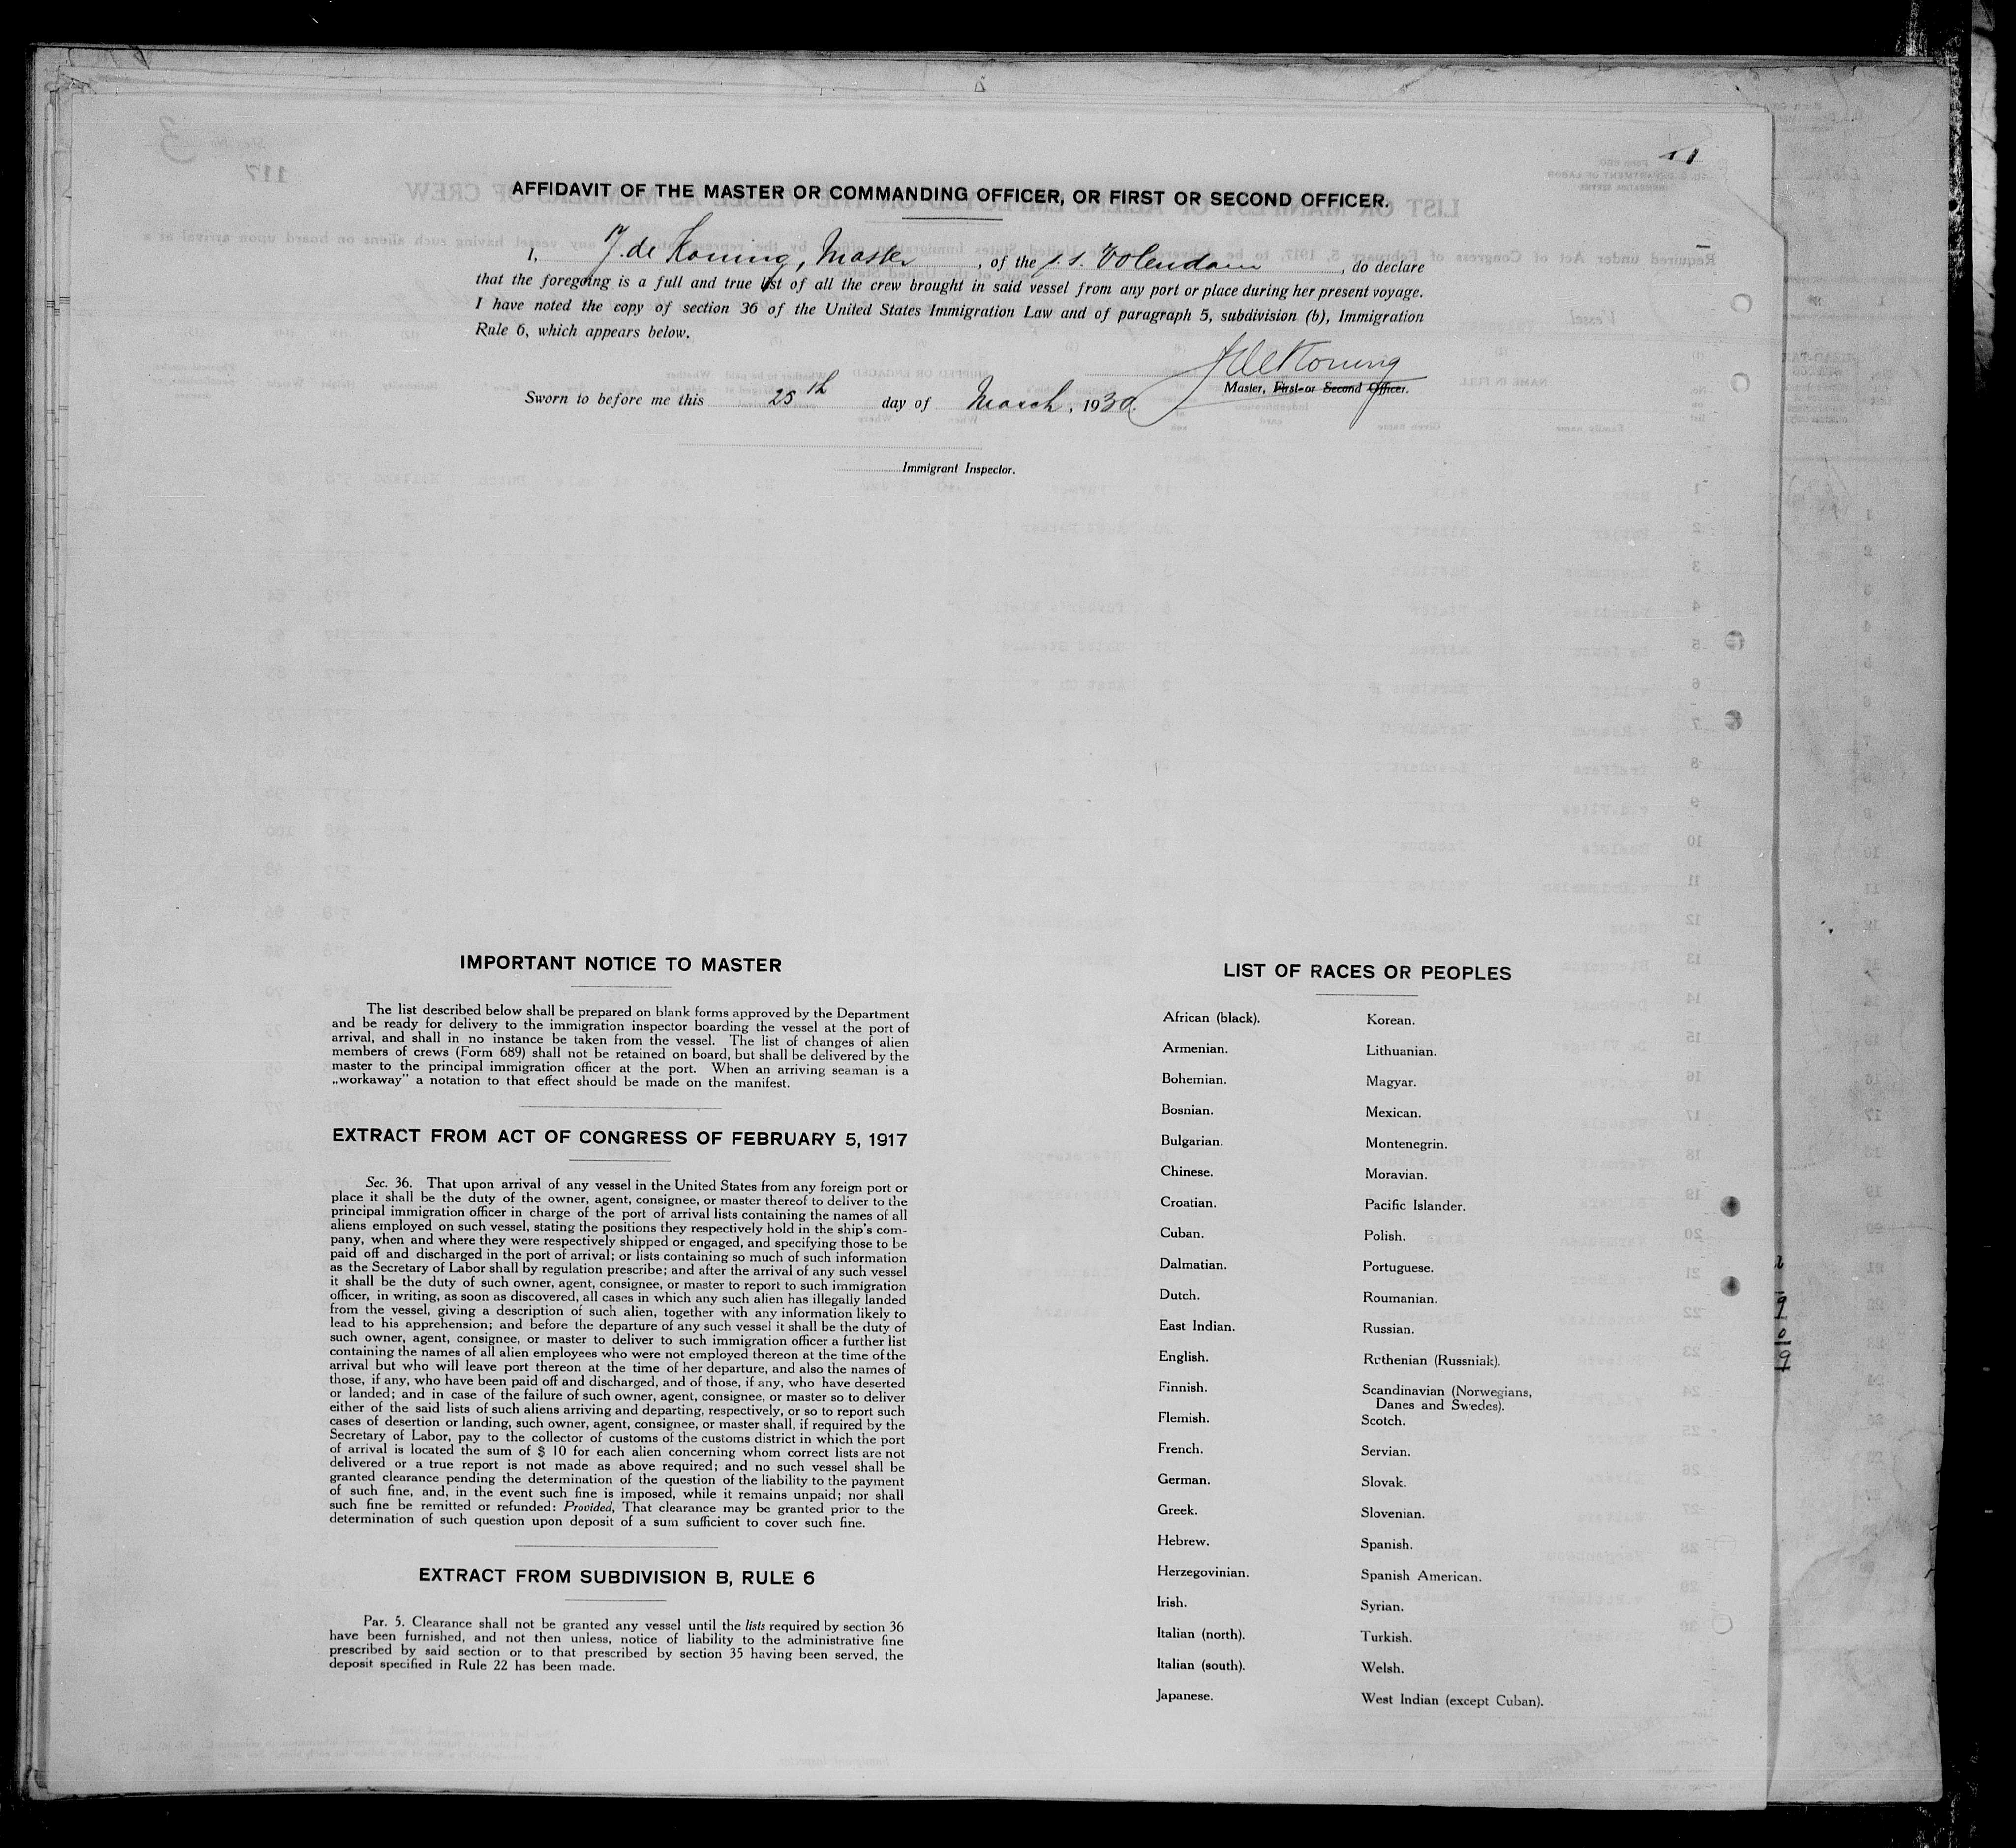 AFFIDAVIT OF THE MASTER OR COMMANDING OFFICER, OR FIRST OR SECOND OFFICER.
I, J. de Koning, Master, of the s.s. Volendam, do declare
that the foregoing is a full and true list of all the crew brought in said vessel from any port or place during her present voyage.
I have noted the copy of section 36 of the United States Immigration Law and of paragraph 5, subdivision (b), Immigration
Rule 6, which appears below.
JdeKoning
Master, First or Second Officer.
Sworn to before me this 25th day of March, 1930.
Immigrant Inspector.
IMPORTANT NOTICE TO MASTER
The list described below shall be prepared on blank forms approved by the Department
and be ready for delivery to the immigration inspector boarding the vessel at the port of
arrival, and shall in no instance be taken from the vessel. The list of changes of alien
members of crews (Form 689) shall not be retained on board, but shall be delivered by the
master to the principal immigration officer at the port. When an arriving seaman is a
„workaway” a notation to that effect should be made on the manifest.
EXTRACT FROM ACT OF CONGRESS OF FEBRUARY 5, 1917
Sec. 36. That upon arrival of any vessel in the United States from any foreign port or
place it shall be the duty of the owner, agent, consignee, or master thereof to deliver to the
principal immigration officer in charge of the port of arrival lists containing the names of all
aliens employed on such vessel, stating the positions they respectively hold in the ship's com-
pany, when and where they were respectively shipped or engaged, and specifying those to be
paid off and discharged in the port of arrival; or lists containing so much of such information
as the Secretary of Labor shall by regulation prescribe; and after the arrival of any such vessel
it shall be the duty of such owner, agent, consignee, or master to report to such immigration
officer, in writing, as soon as discovered, all cases in which any such alien has illegally landed
from the vessel, giving a description of such alien, together with any information likely to
lead to his apprehension; and before the departure of any such vessel it shall be the duty of
such owner, agent, consignee, or master to deliver to such immigration officer a further list
containing the names of all alien employees who were not employed thereon at the time of the
arrival but who will leave port thereon at the time of her departure, and also the names of
those, if any, who have been paid off and discharged, and of those, if any, who have deserted
or landed; and in case of the failure of such owner, agent, consignee, or master so to deliver
either of the said lists of such aliens arriving and departing, respectively, or so to report such
cases of desertion or landing, such owner, agent, consignee, or master shall, if required by the
Secretary of Labor, pay to the collector of customs of the customs district in which the port
of arrival is located the sum of $ 10 for each alien concerning whom correct lists are not
delivered or a true report is not made as above required; and no such vessel shall be
granted clearance pending the determination of the question of the liability to the payment
of such fine, and, in the event such fine is imposed, while it remains unpaid; nor shall
such fine be remitted or refunded: Provided, That clearance may be granted prior to the
determination of such question upon deposit of a sum sufficient to cover such fine.
EXTRACT FROM SUBDIVISION B, RULE 6
Par. 5. Clearance shall not be granted any vessel until the lists required by section 36
have been furnished, and not then unless, notice of liability to the administrative fine
prescribed by said section or to that prescribed by section 35 having been served, the
deposit specified in Rule 22 has been made.
LIST OF RACES OR PEOPLES
African (black).
Armenian.
Bohemian.
Bosnian.
Bulgarian.
Chinese.
Croatian.
Cuban.
Dalmatian.
Dutch.
East Indian.
English.
Finnish.
Flemish.
French.
German.
Greek.
Hebrew.
Herzegovinian.
Irish.
Italian (north).
Italian (south).
Japanese.
Korean.
Lithuanian.
Magyar.
Mexican.
Montenegrin.
Moravian.
Pacific Islander.
Polish.
Portuguese.
Roumanian.
Russian.
Ruthenian (Russniak).
Scandinavian (Norwegians,
Danes and Swedes).
Scotch.
Servian.
Slovak.
Slovenian.
Spanish.
Spanish American.
Syrian.
Turkish.
Welsh.
West Indian (except Cuban).